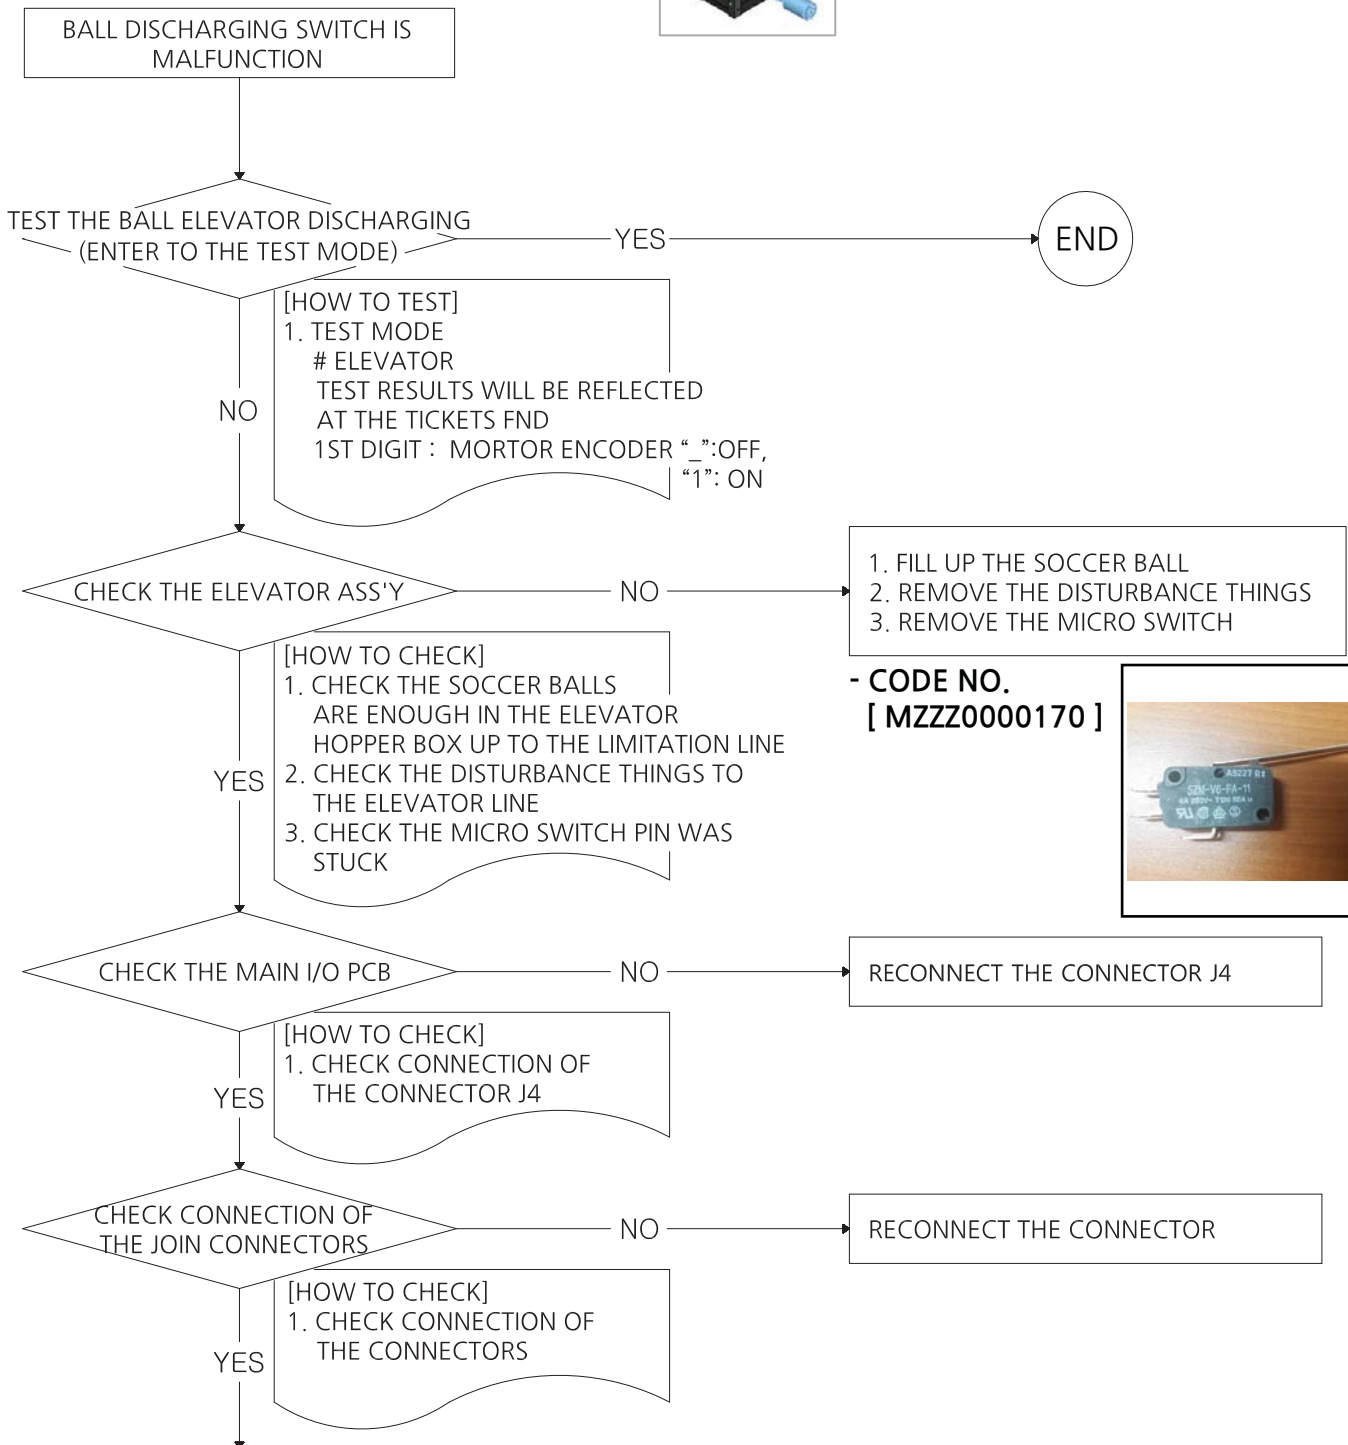 BALL DISCHARGING SWITCH IS
MALFUNCTION
TEST THE BALL ELEVATOR DISCHARGING
(ENTER TO THE TEST MODE)
YES
END
[HOW TO TEST]
1. TEST MODE
# ELEVATOR
TEST RESULTS WILL BE REFLECTED
AT THE TICKETS FND
1ST DIGIT : MORTOR ENCODER “_”:OFF,
“1”: ON
NO
CHECK THE ELEVATOR ASS'Y
NO
1. FILL UP THE SOCCER BALL
2. REMOVE THE DISTURBANCE THINGS
3. REMOVE THE MICRO SWITCH
[HOW TO CHECK]
1. CHECK THE SOCCER BALLS
ARE ENOUGH IN THE ELEVATOR
HOPPER BOX UP TO THE LIMITATION LINE
2. CHECK THE DISTURBANCE THINGS TO
THE ELEVATOR LINE
3. CHECK THE MICRO SWITCH PIN WAS
STUCK
YES
- CODE NO.
[ MZZZ0000170 ]
SZM-V6-FA-11
CHECK THE MAIN I/O PCB
NO
RECONNECT THE CONNECTOR J4
[HOW TO CHECK]
1. CHECK CONNECTION OF
THE CONNECTOR J4
YES
CHECK CONNECTION OF
THE JOIN CONNECTORS
NO
RECONNECT THE CONNECTOR
[HOW TO CHECK]
1. CHECK CONNECTION OF
THE CONNECTORS
YES